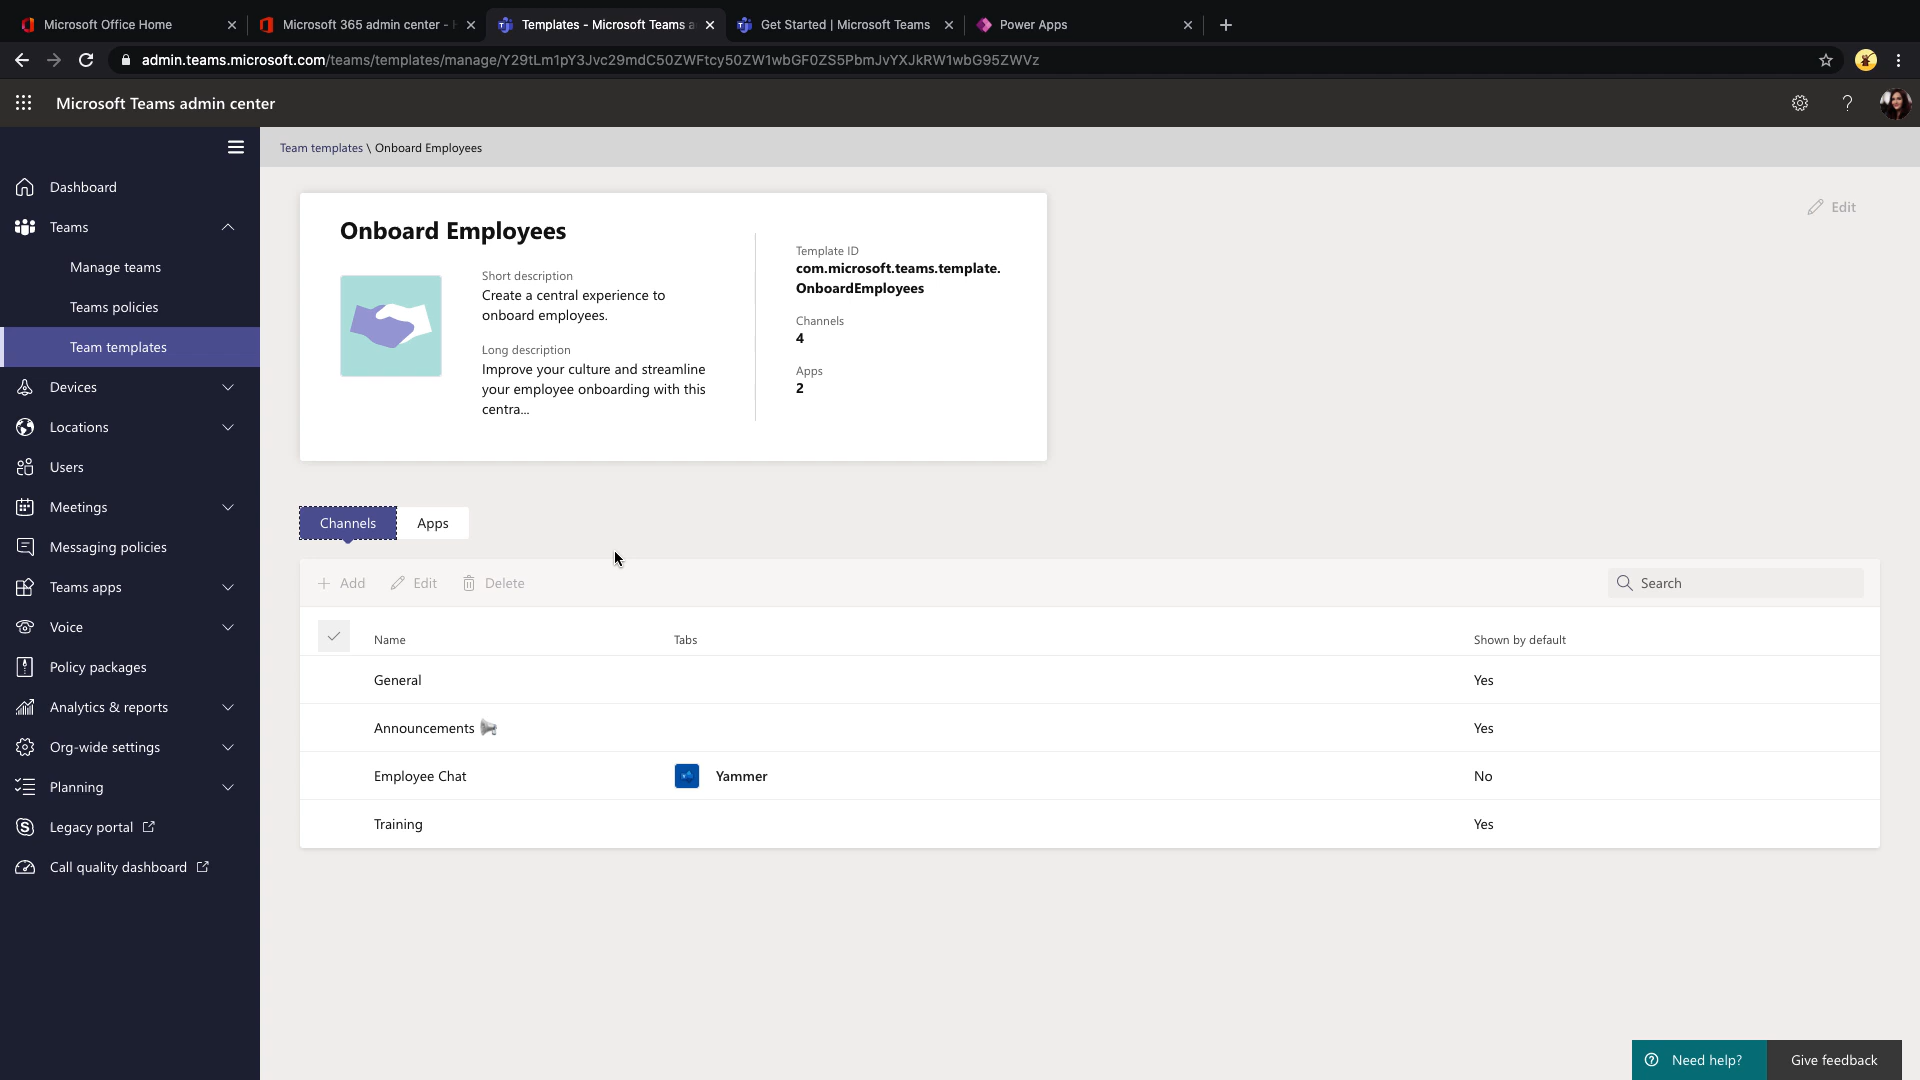 Microsoft Office Home
Microsoft 365 admin center -
Templates - Microsoft Teams a
Get Started | Microsoft Teams
Power Apps
admin.teams.microsoft.com/teams/templates/manage/Y29tLm1pY3Jvc29mdC50ZWFtcy50ZW1wbGF0ZS5PbmJvYXJkRW1wbG95ZWVz
Microsoft Teams admin center
Team templates \ Onboard Employees
Dashboard
Teams
Manage teams
Teams policies
Team templates
Devices
Locations
Users
Meetings
Messaging policies
Teams apps
Voice
Policy packages
Analytics & reports
Org-wide settings
Planning
Legacy portal
Call quality dashboard
Edit
Onboard Employees
Short description
Create a central experience to
onboard employees.
Long description
Improve your culture and streamline
your employee onboarding with this
centra...
Template ID
com.microsoft.teams.template.
OnboardEmployees
Channels
4
Apps
2
Channels
Apps
Add
Edit
Delete
Search
Name
Tabs
Shown by default
General
Yes
Announcements
Yes
Employee Chat
Yammer
No
Training
Yes
Need help?
Give feedback